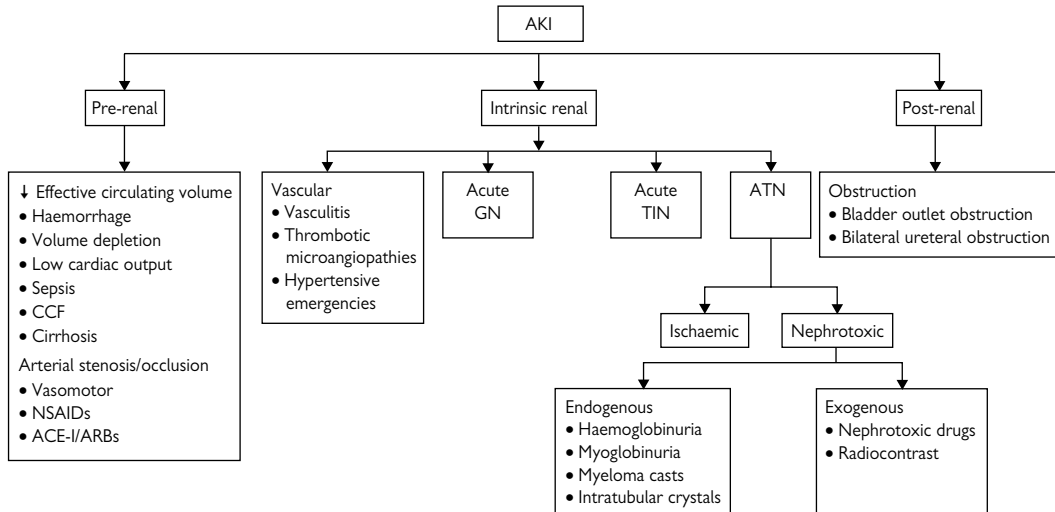 AKI
Pre-renal
Intrinsic renal
Post-renal
↓ Effective circulating volume
• Haemorrhage
• Volume depletion
• Low cardiac output
• Sepsis
• CCF
• Cirrhosis
Arterial stenosis/occlusion
• Vasomotor
• NSAIDs
• ACE-I/ARBs
Vascular
• Vasculitis
• Thrombotic
microangiopathies
• Hypertensive
emergencies
Acute
GN
Acute
TIN
ATN
Obstruction
• Bladder outlet obstruction
• Bilateral ureteral obstruction
Ischaemic
Nephrotoxic
Endogenous
• Haemoglobinuria
• Myoglobinuria
• Myeloma casts
• Intratubular crystals
Exogenous
• Nephrotoxic drugs
• Radiocontrast